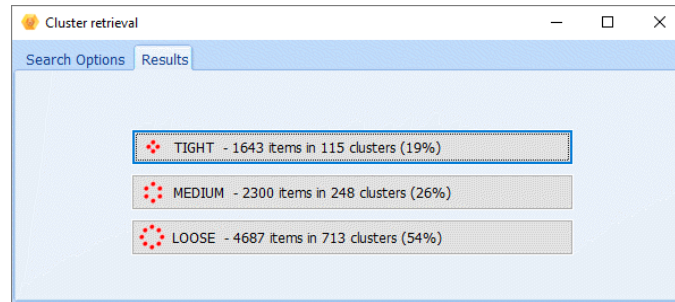 Cluster retrieval
Search Options Results
TIGHT - 1643 items in 115 clusters (19%)
MEDIUM - 2300 items in 248 clusters (26%)
LOOSE - 4687 items in 713 clusters (54%)